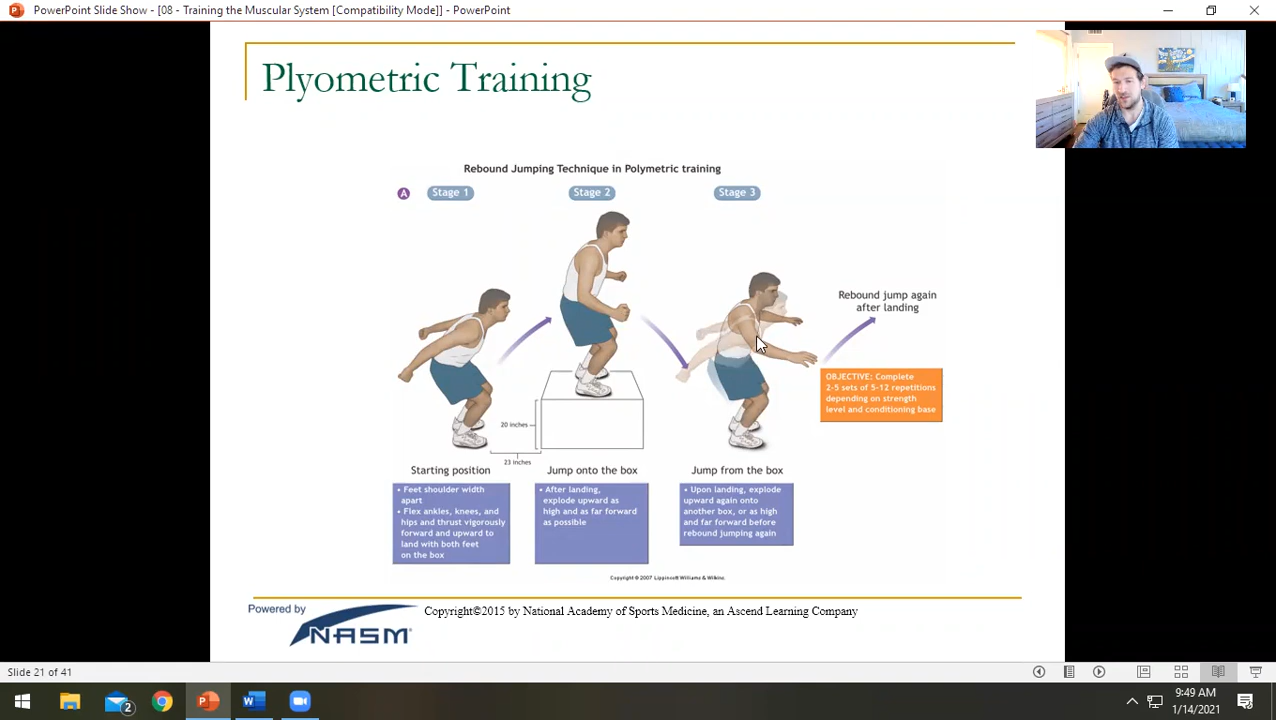 PowerPoint Slide Show - [08 - Training the Muscular System [Compatibility Mode]] - PowerPoint
Plyometric Training
Rebound Jumping Technique in Polymetric training
A
Stage 1
Stage 2
Stage 3
Rebound jump again
after landing
OBJECTIVE: Complete
2-5 sets of 5-12 repetitions
depending on strength
level and conditioning base
20 inches
23 inches
Starting position
Jump onto the box
Jump from the box
• Feet shoulder width
apart
• Flex ankles, knees, and
hips and thrust vigorously
forward and upward to
land with both feet
on the box
• After landing,
explode upward as
high and as far forward
as possible
• Upon landing, explode
upward again onto
another box, or as high
and far forward before
rebound jumping again
Copyright © 2007 Lippincott Williams & Wilkins.
Powered by
NASM
Copyright©2015 by National Academy of Sports Medicine, an Ascend Learning Company
Slide 21 of 41
2
9:49 AM
1/14/2021